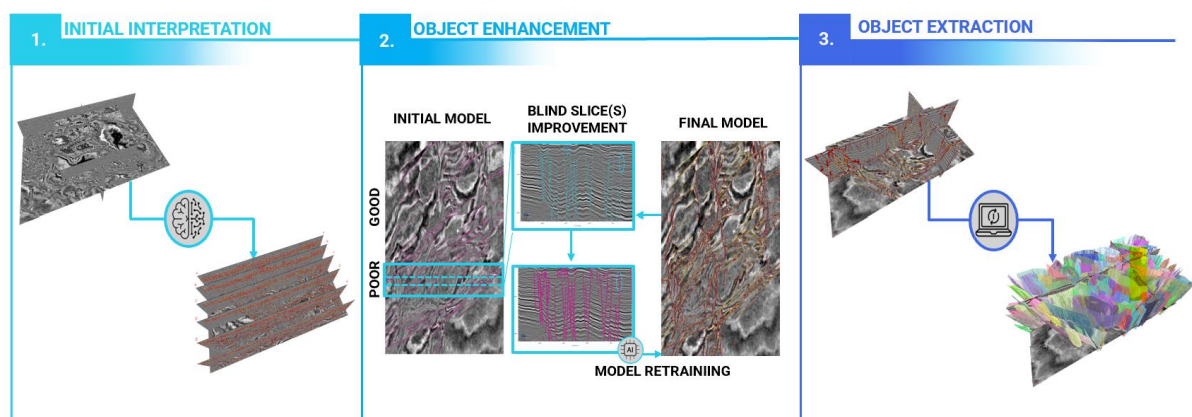 1.
INITIAL INTERPRETATION
2.
OBJECT ENHANCEMENT
INITIAL MODEL
BLIND SLICE(S)
IMPROVEMENT
FINAL MODEL
GOOD
POOR
AI
MODEL RETRAINIING
3.
OBJECT EXTRACTION